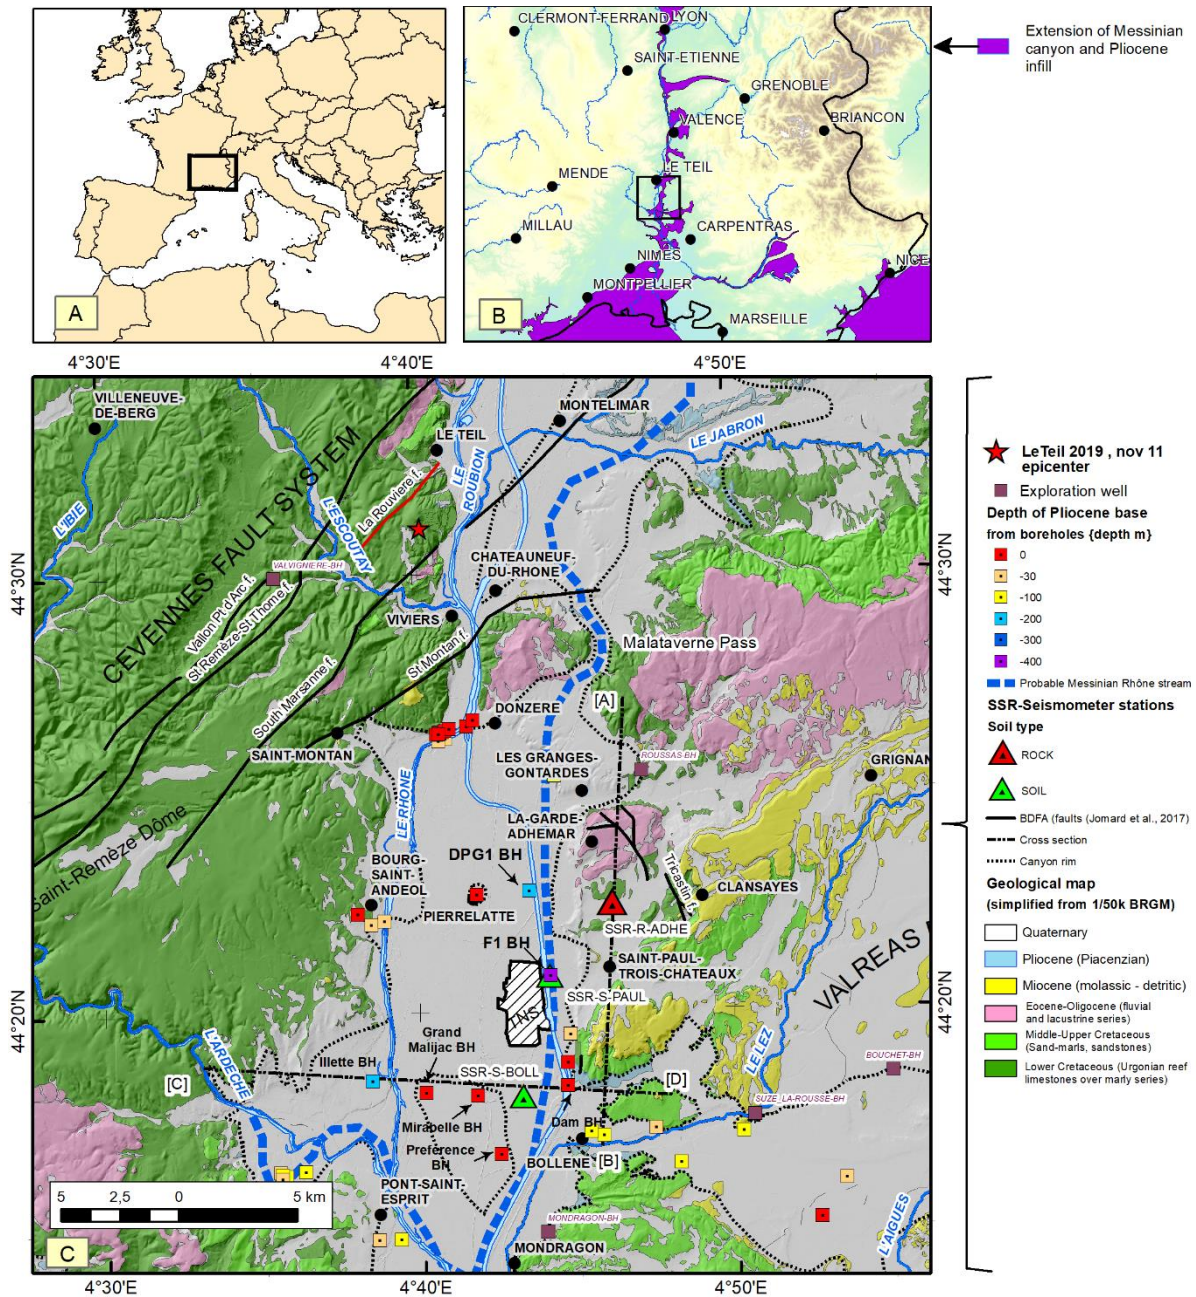 A
CLERMONT-FERRAND
LYON
SAINT-ETIENNE
GRENOBLE
VALENCE
BRIANCON
LE TEIL
MENDE
MILLAU
CARPENTRAS
NIMES
NICE
MONTPELLIER
MARSEILLE
B
Extension of Messinian
canyon and Pliocene
infill
4°30'E
4°40'E
4°50'E
44°30'N
44°20'N
44°30'N
44°20'N
VILLENEUVE-
DE-BERG
MONTELIMAR
LE TEIL
LE JABRON
LE
ROUBION
L'IBIE
L'ESCOUTAY
CEVENNES FAULT SYSTEM
La Rouviere f.
VALVIGNIERE-BH
Vallon Pt d'Arc f.
St-Remèze-St Thome f.
CHATEAUNEUF-
DU-RHONE
VIVIERS
St Montan f.
South Marsanne f.
Malataverne Pass
[A]
DONZERE
SAINT-MONTAN
ROUSSAS-BH
LES GRANGES-
GONTARDES
GRIGNAN
LE RHONE
LA-GARDE-
ADHEMAR
Saint-Remèze Dôme
BOURG-
SAINT-
ANDEOL
DPG1 BH
Tricastin f.
CLANSAYES
PIERRELATTE
SSR-R-ADHE
F1 BH
SAINT-PAUL-
TROIS-CHATEAUX
VALREAS
SSR-S-PAUL
INS
L'ARDECHE
Grand
Malijac BH
Illette BH
SSR-S-BOLL
LE LEZ
BOUCHET-BH
[C]
[D]
SUZE_LA-ROUSSE-BH
Mirabelle BH
Dam BH
Preférence
BH
BOLLENE
[B]
PONT-SAINT-
ESPRIT
MONDRAGON-BH
L'AIGUES
MONDRAGON
5 2,5 0 5 km
C
4°30'E
4°40'E
4°50'E
LeTeil 2019 , nov 11
epicenter
Exploration well
Depth of Pliocene base
from boreholes {depth m}
0
-30
-100
-200
-300
-400
Probable Messinian Rhône stream
SSR-Seismometer stations
Soil type
ROCK
SOIL
BDFA (faults (Jomard et al., 2017)
Cross section
Canyon rim
Geological map
(simplified from 1/50k BRGM)
Quaternary
Pliocene (Piacenzian)
Miocene (molassic - detritic)
Eocene-Oligocene (fluvial
and lacustrine series)
Middle-Upper Cretaceous
(Sand-marls, sandstones)
Lower Cretaceous (Urgonian reef
limestones over marly series)